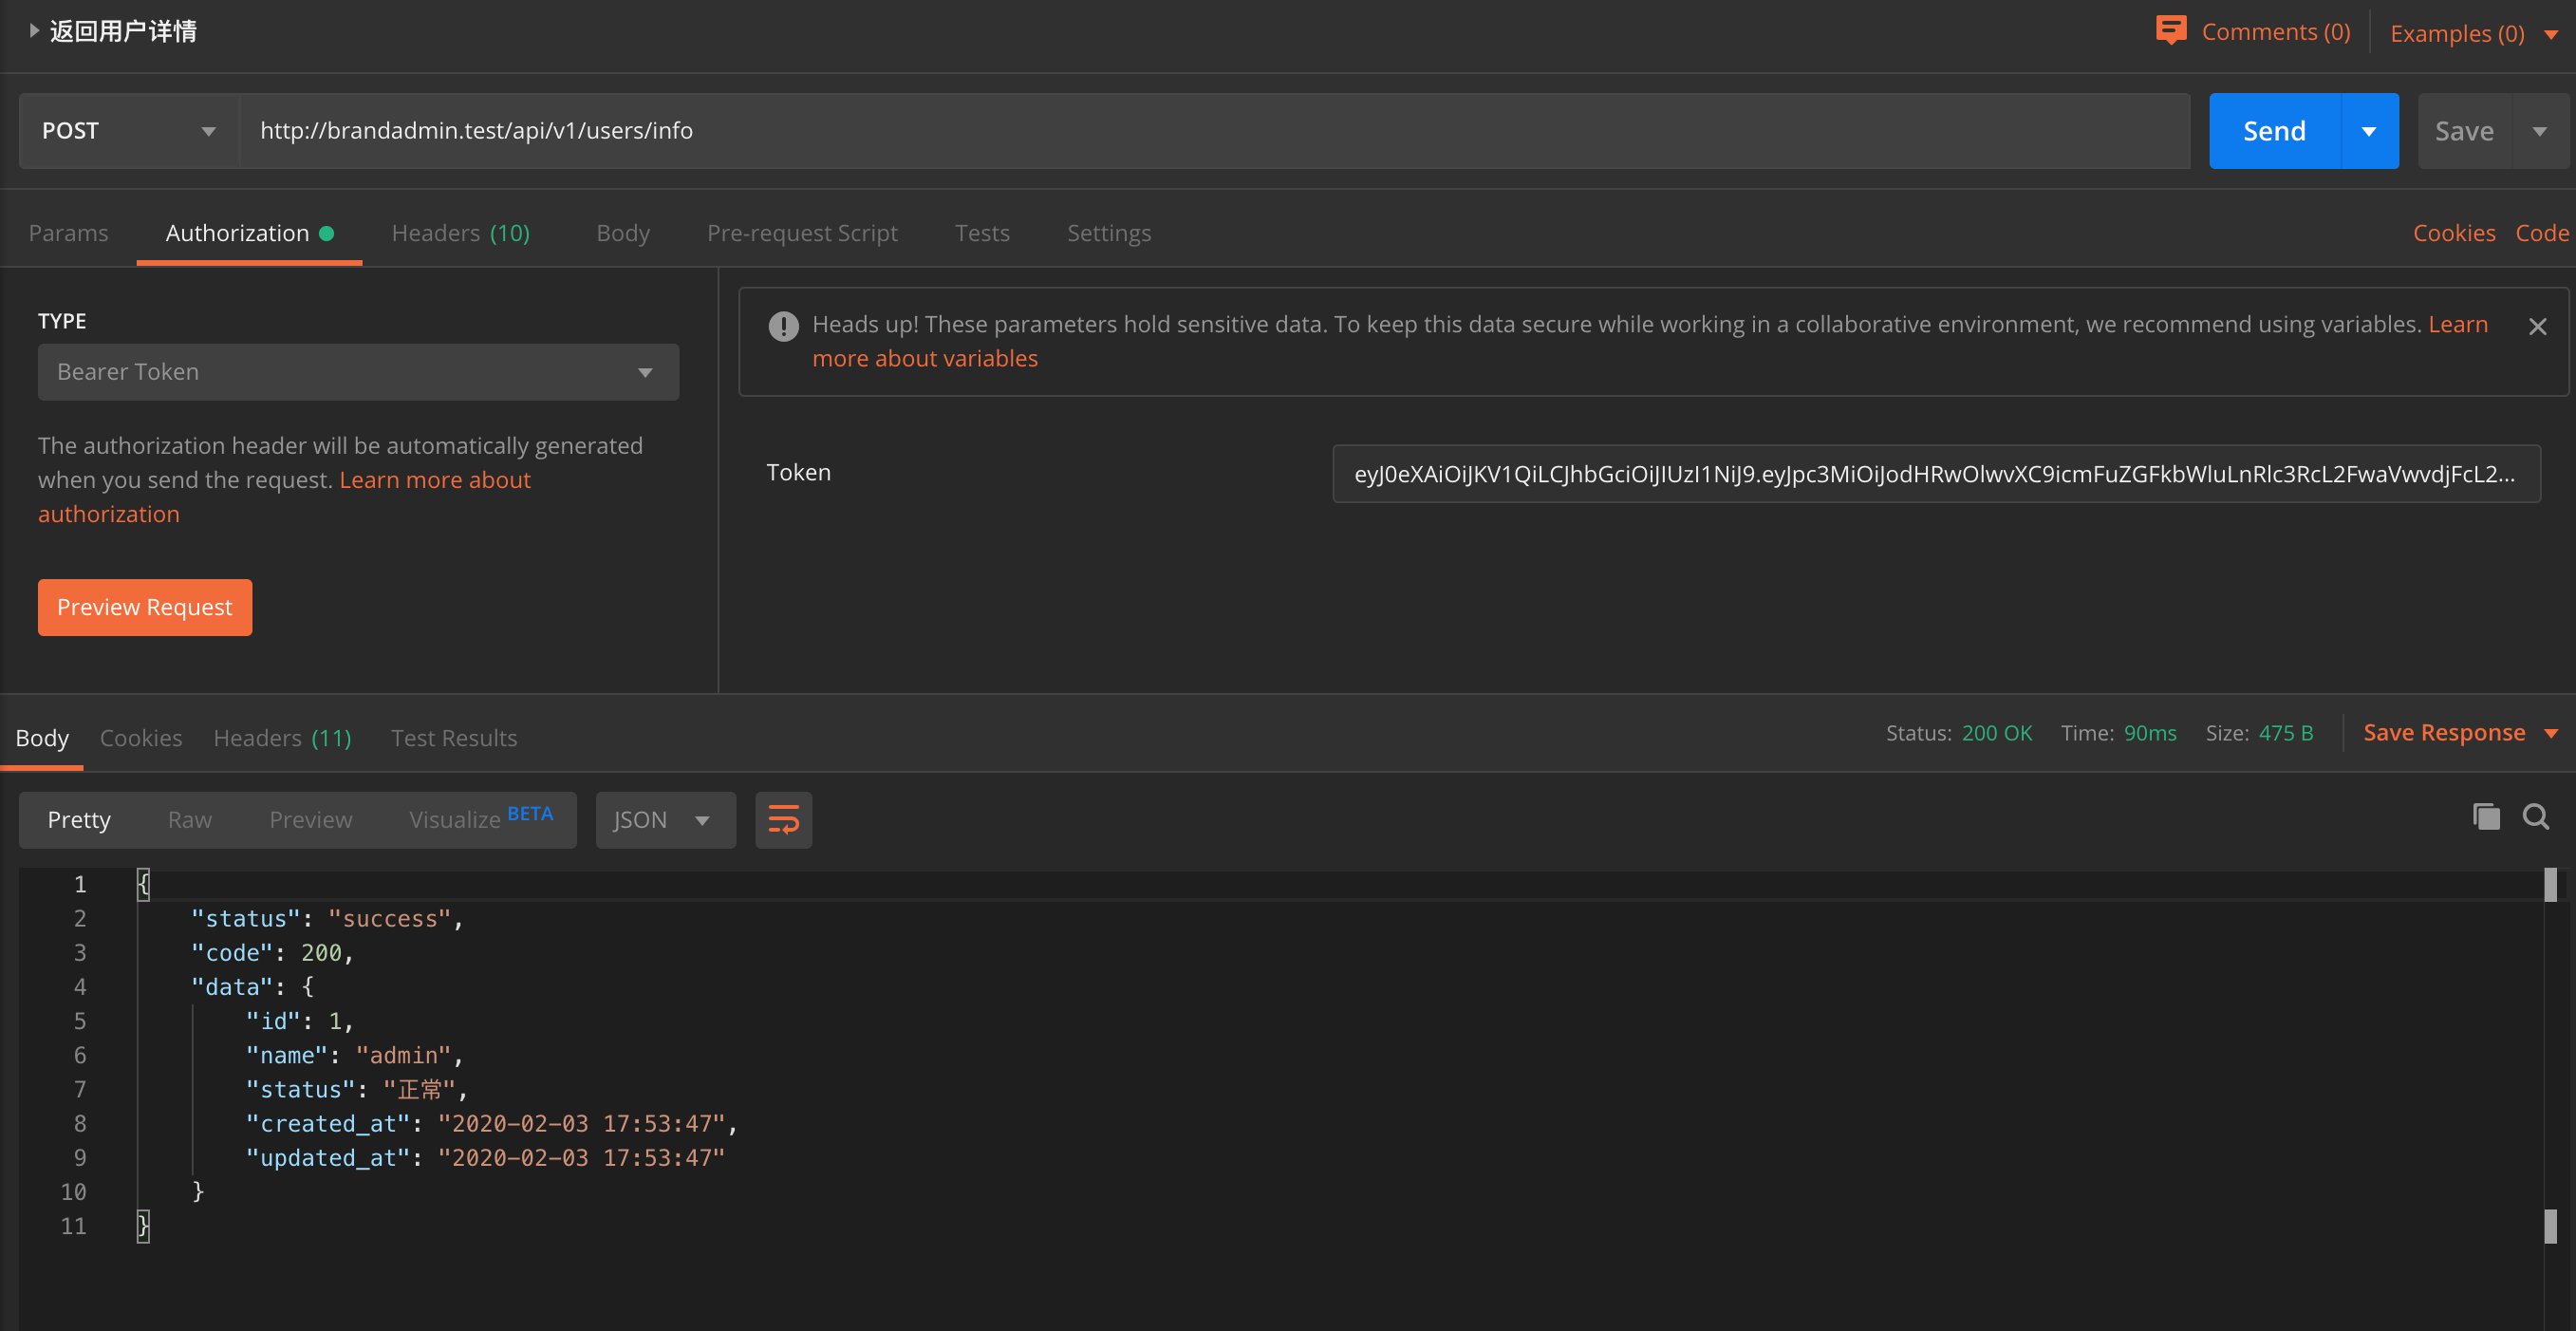 返回用户详情
Comments (0)
Examples (0)
POST
http://brandadmin.test/api/v1/users/info
Send
Save
Params
Authorization
Headers (10)
Body
Pre-request Script
Tests
Settings
Cookies
Code
TYPE
Bearer Token
The authorization header will be automatically generated
when you send the request. Learn more about
authorization
Preview Request
Heads up! These parameters hold sensitive data. To keep this data secure while working in a collaborative environment, we recommend using variables. Learn
more about variables
Token
eyJ0eXAiOiJKV1QiLCJhbGciOiJIUzI1NiJ9.eyJpc3MiOiJodHRwOlwvXC9icmFuZGFkbWluLnRlc3RcL2FwaVwvdjFcL2...
Body
Cookies
Headers (11)
Test Results
Status: 200 OK
Time: 90ms
Size: 475 B
Save Response
Pretty
Raw
Preview
Visualize BETA
JSON
1 {
2 "status": "success",
3 "code": 200,
4 "data": {
5 "id": 1,
6 "name": "admin",
7 "status": "正常",
8 "created_at": "2020-02-03 17:53:47",
9 "updated_at": "2020-02-03 17:53:47"
10 }
11 }